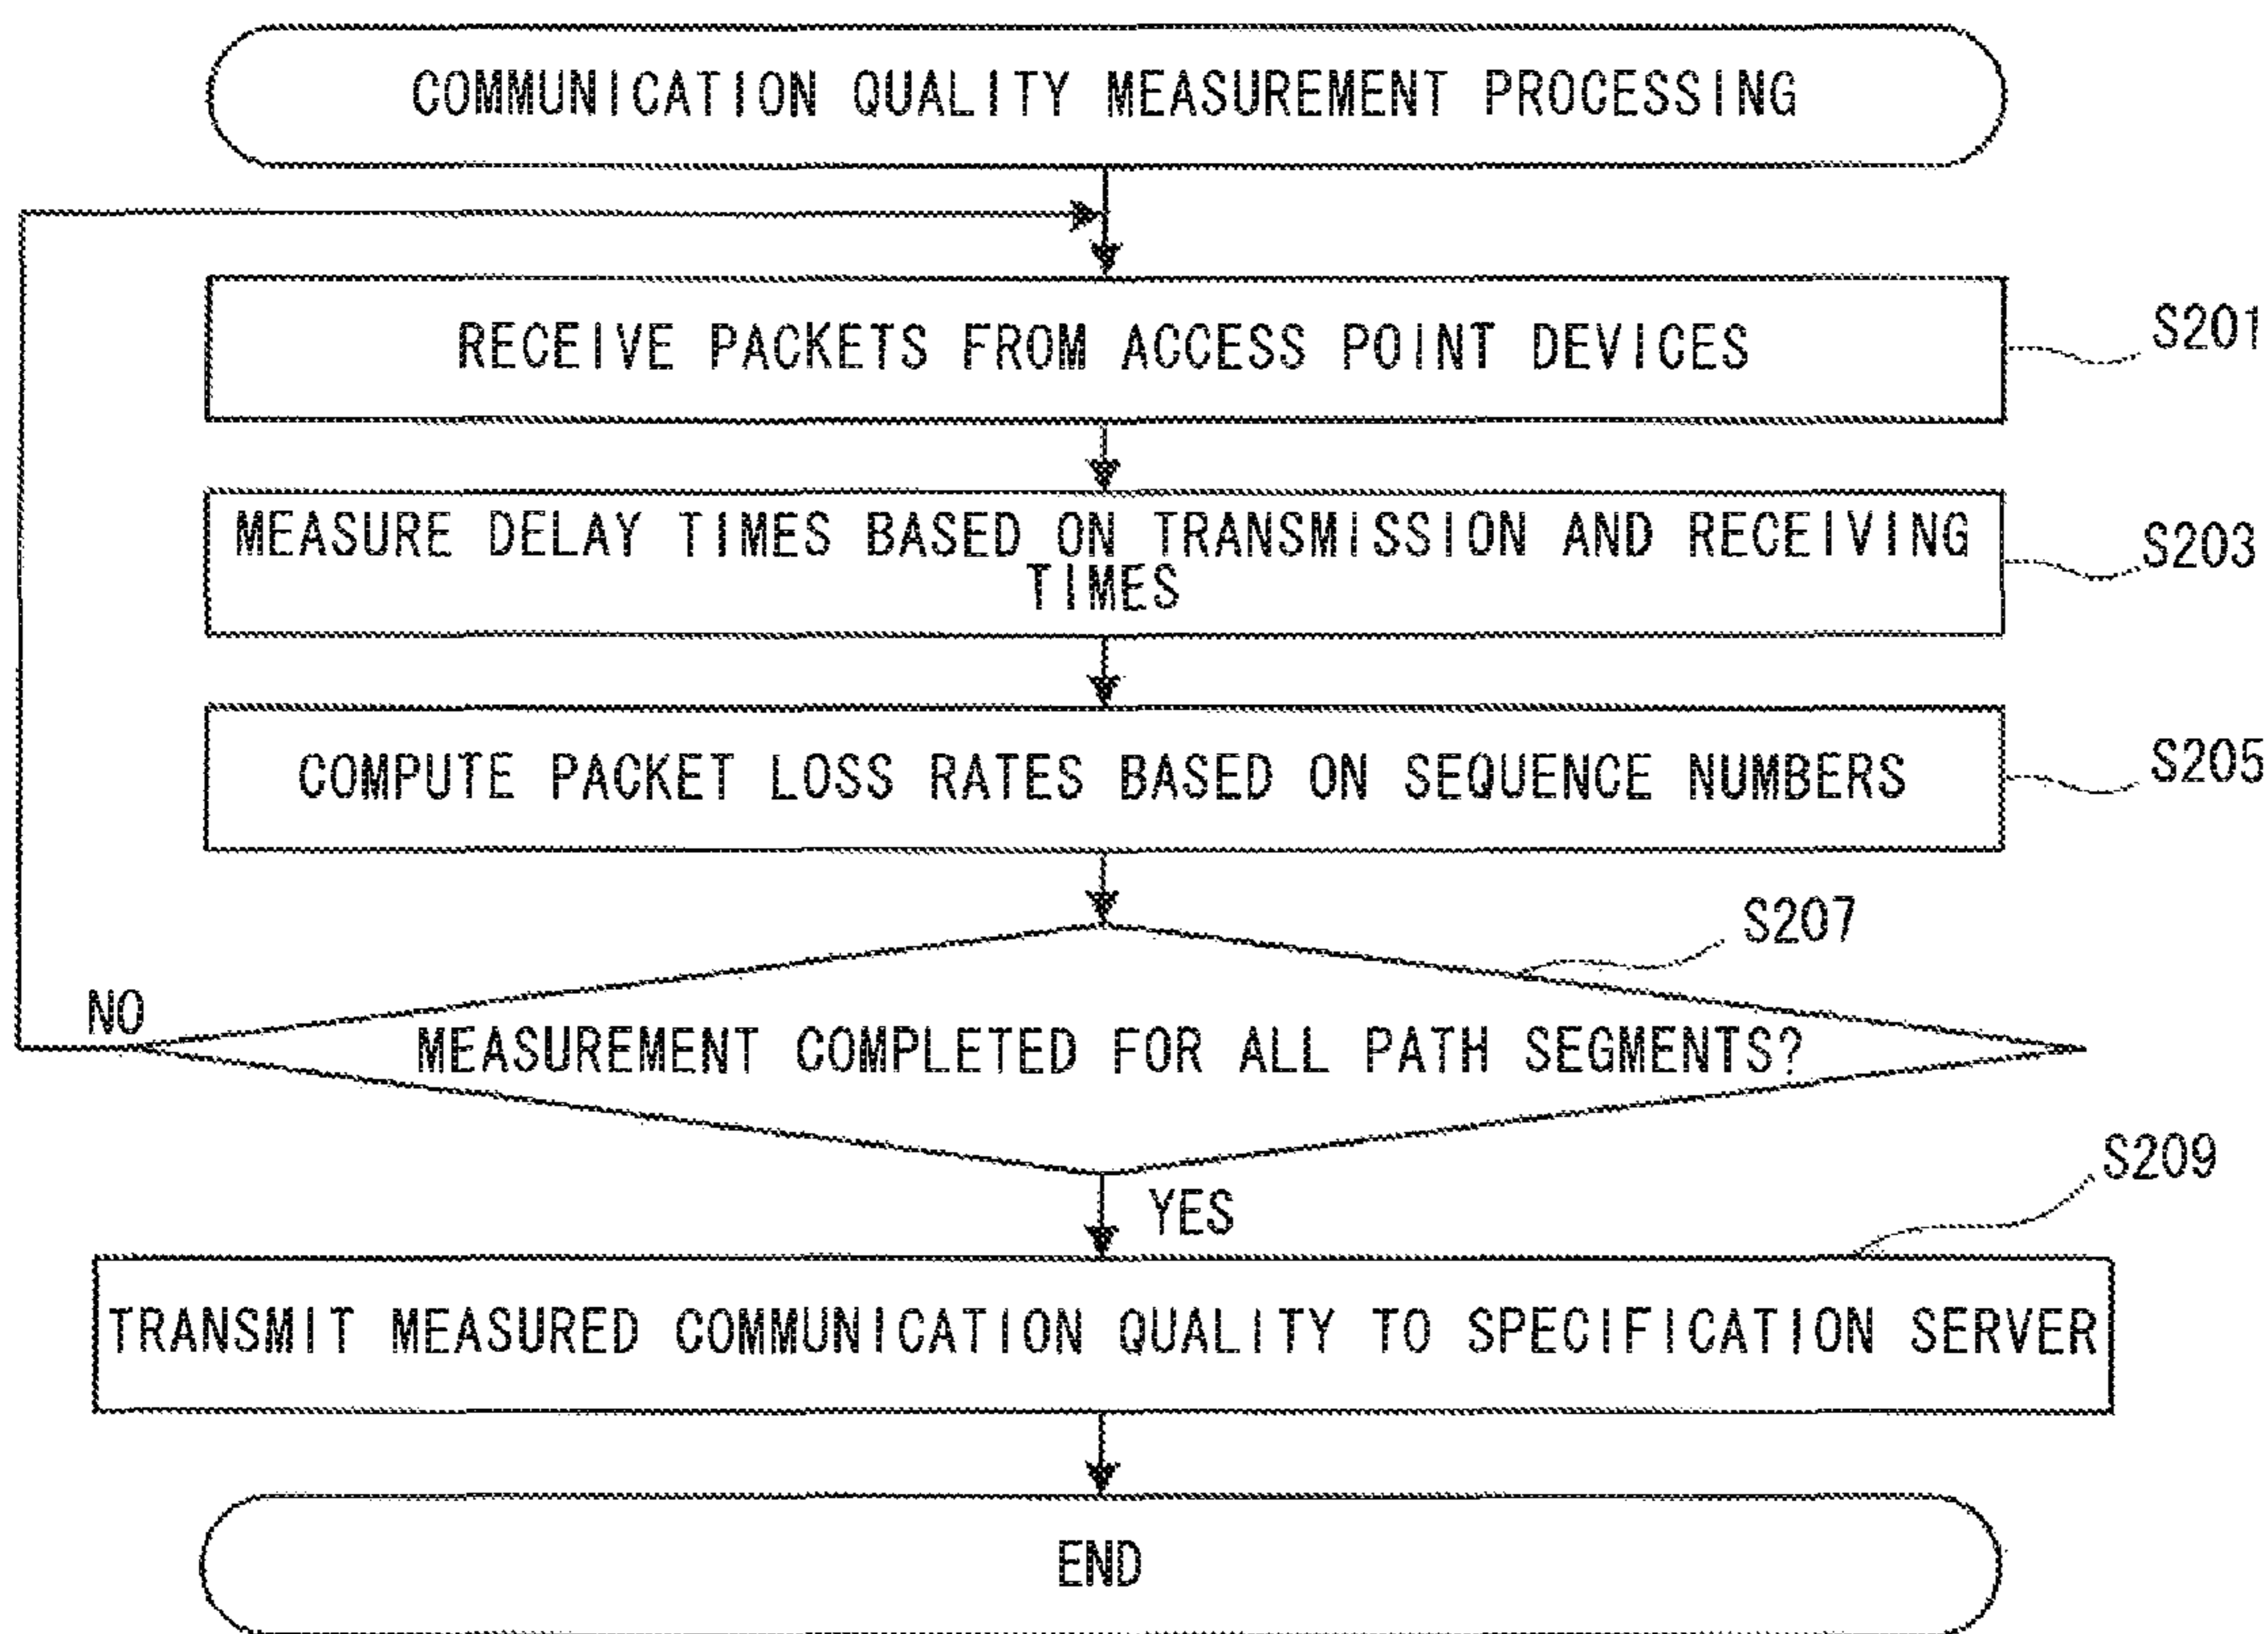 COMMUNICATION QUALITY MEASUREMENT PROCESSING
RECEIVE PACKETS FROM ACCESS POINT DEVICES
S201
MEASURE DELAY TIMES BASED ON TRANSMISSION AND RECEIVING
TIMES
S203
COMPUTE PACKET LOSS RATES BASED ON SEQUENCE NUMBERS
S205
S207
NO
MEASUREMENT COMPLETED FOR ALL PATH SEGMENTS?
YES
S209
TRANSMIT MEASURED COMMUNICATION QUALITY TO SPECIFICATION SERVER
END